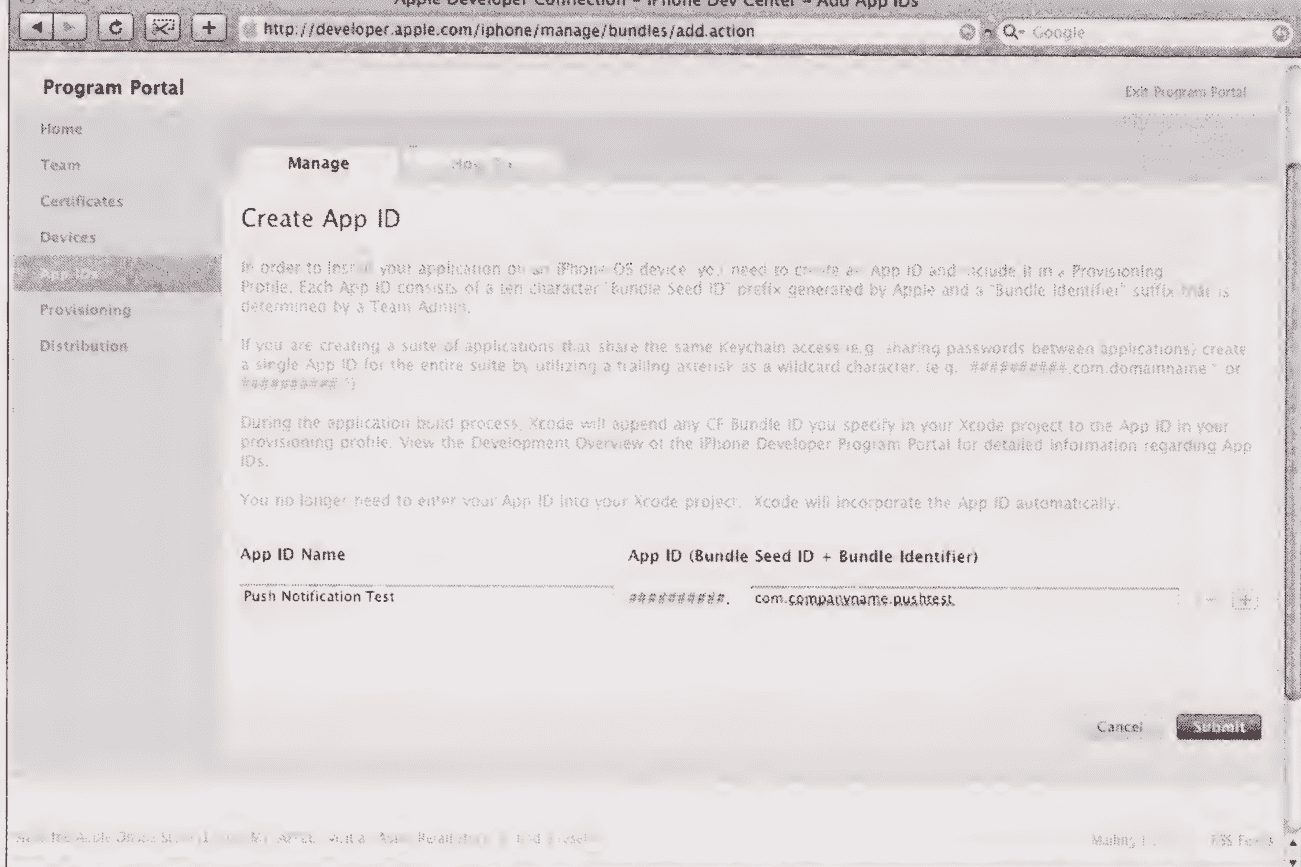 Apple Developer Connection – iPhone Dev Center – Add App IDs
http://developer.apple.com/iphone/manage/bundles/add.action
Google
Program Portal
Exit Program Portal
Home
Team
Manage
How To
Certificates
Create App ID
Devices
App IDs
In order to install your application on an iPhone OS device, you need to create an App ID and include it in a Provisioning
Profile. Each App ID consists of a ten character "Bundle Seed ID" prefix generated by Apple and a "Bundle Identifier" suffix that is
determined by a Team Admin.
Provisioning
Distribution
If you are creating a suite of applications that share the same Keychain access (e.g. sharing passwords between applications) create
a single App ID for the entire suite by utilizing a trailing asterisk as a wildcard character. (e.g. ##########.com.domainname.* or
##########.*)
During the application build process, Xcode will append any CF Bundle ID you specify in your Xcode project to the App ID in your
provisioning profile. View the Development Overview of the iPhone Developer Program Portal for detailed information regarding App
IDs.
You no longer need to enter your App ID into your Xcode project. Xcode will incorporate the App ID automatically.
App ID Name
App ID (Bundle Seed ID + Bundle Identifier)
Push Notification Test
##########.
com.companyname.pushtest
Cancel
Submit
Mailing
RSS Feeds